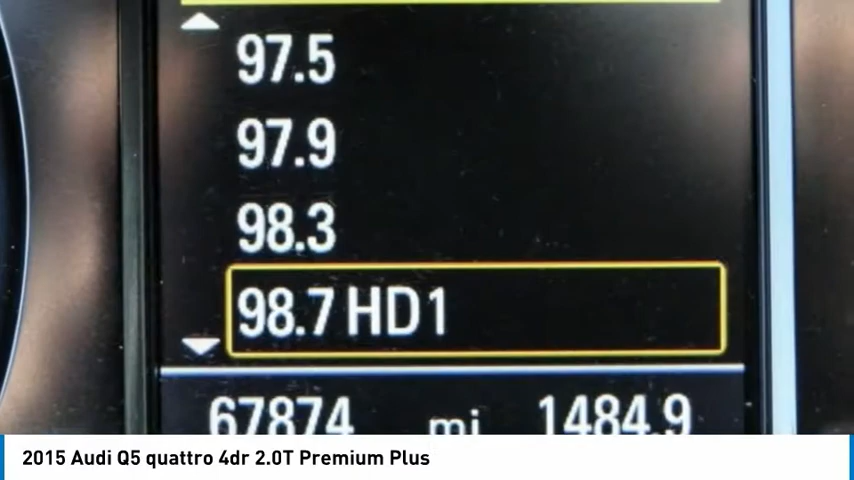 97.5
97.9
98.3
98.7 HD1
67874 mi 1484.9
2015 Audi Q5 quattro 4dr 2.0T Premium Plus